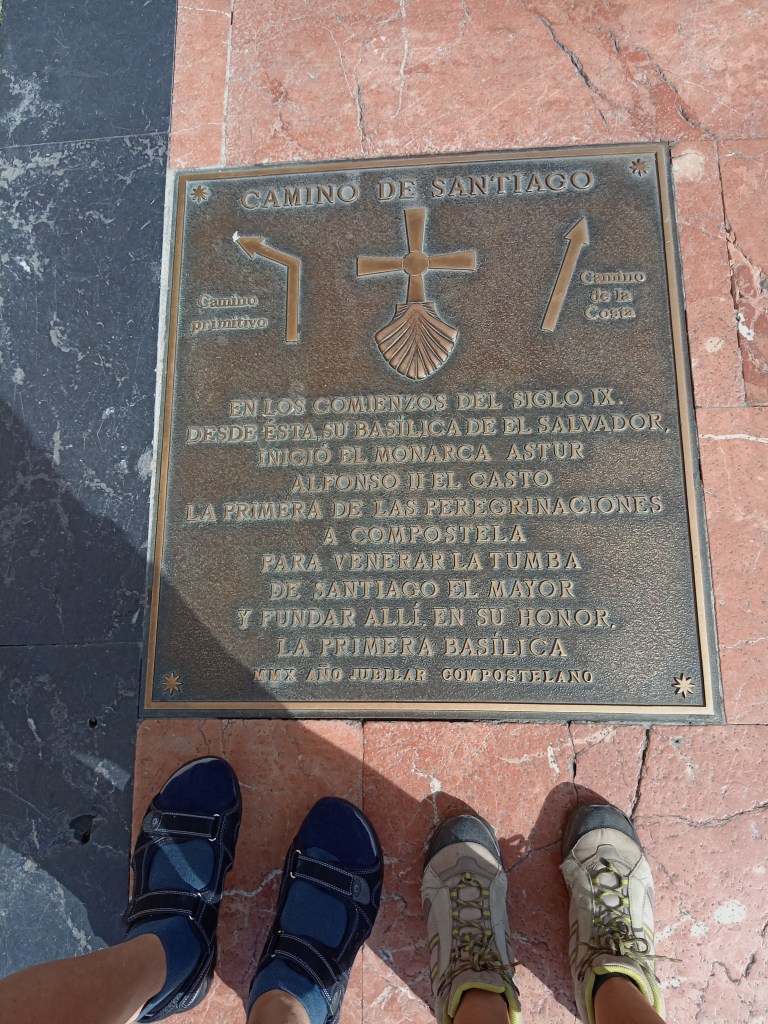 CAMINO DE SANTIAGO
Camino
primitivo
Camino
de la
Costa
EN LOS COMIENZOS DEL SIGLO IX.
DESDE ESTA, SU BASÍLICA DE EL SALVADOR,
INICIÓ EL MONARCA ASTUR
ALFONSO II EL CASTO
LA PRIMERA DE LAS PEREGRINACIONES
A COMPOSTELA
PARA VENERAR LA TUMBA
DE SANTIAGO EL MAYOR
Y FUNDAR ALLÍ, EN SU HONOR,
LA PRIMERA BASÍLICA
MMX AÑO JUBILAR COMPOSTELANO